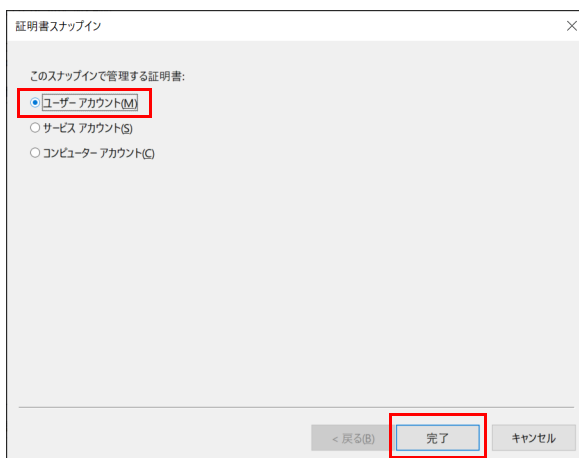 証明書スナップイン
このスナップインで管理する証明書:
ユーザー アカウント(M)
サービス アカウント(S)
コンピューター アカウント(C)
< 戻る(B) 完了 キャンセル